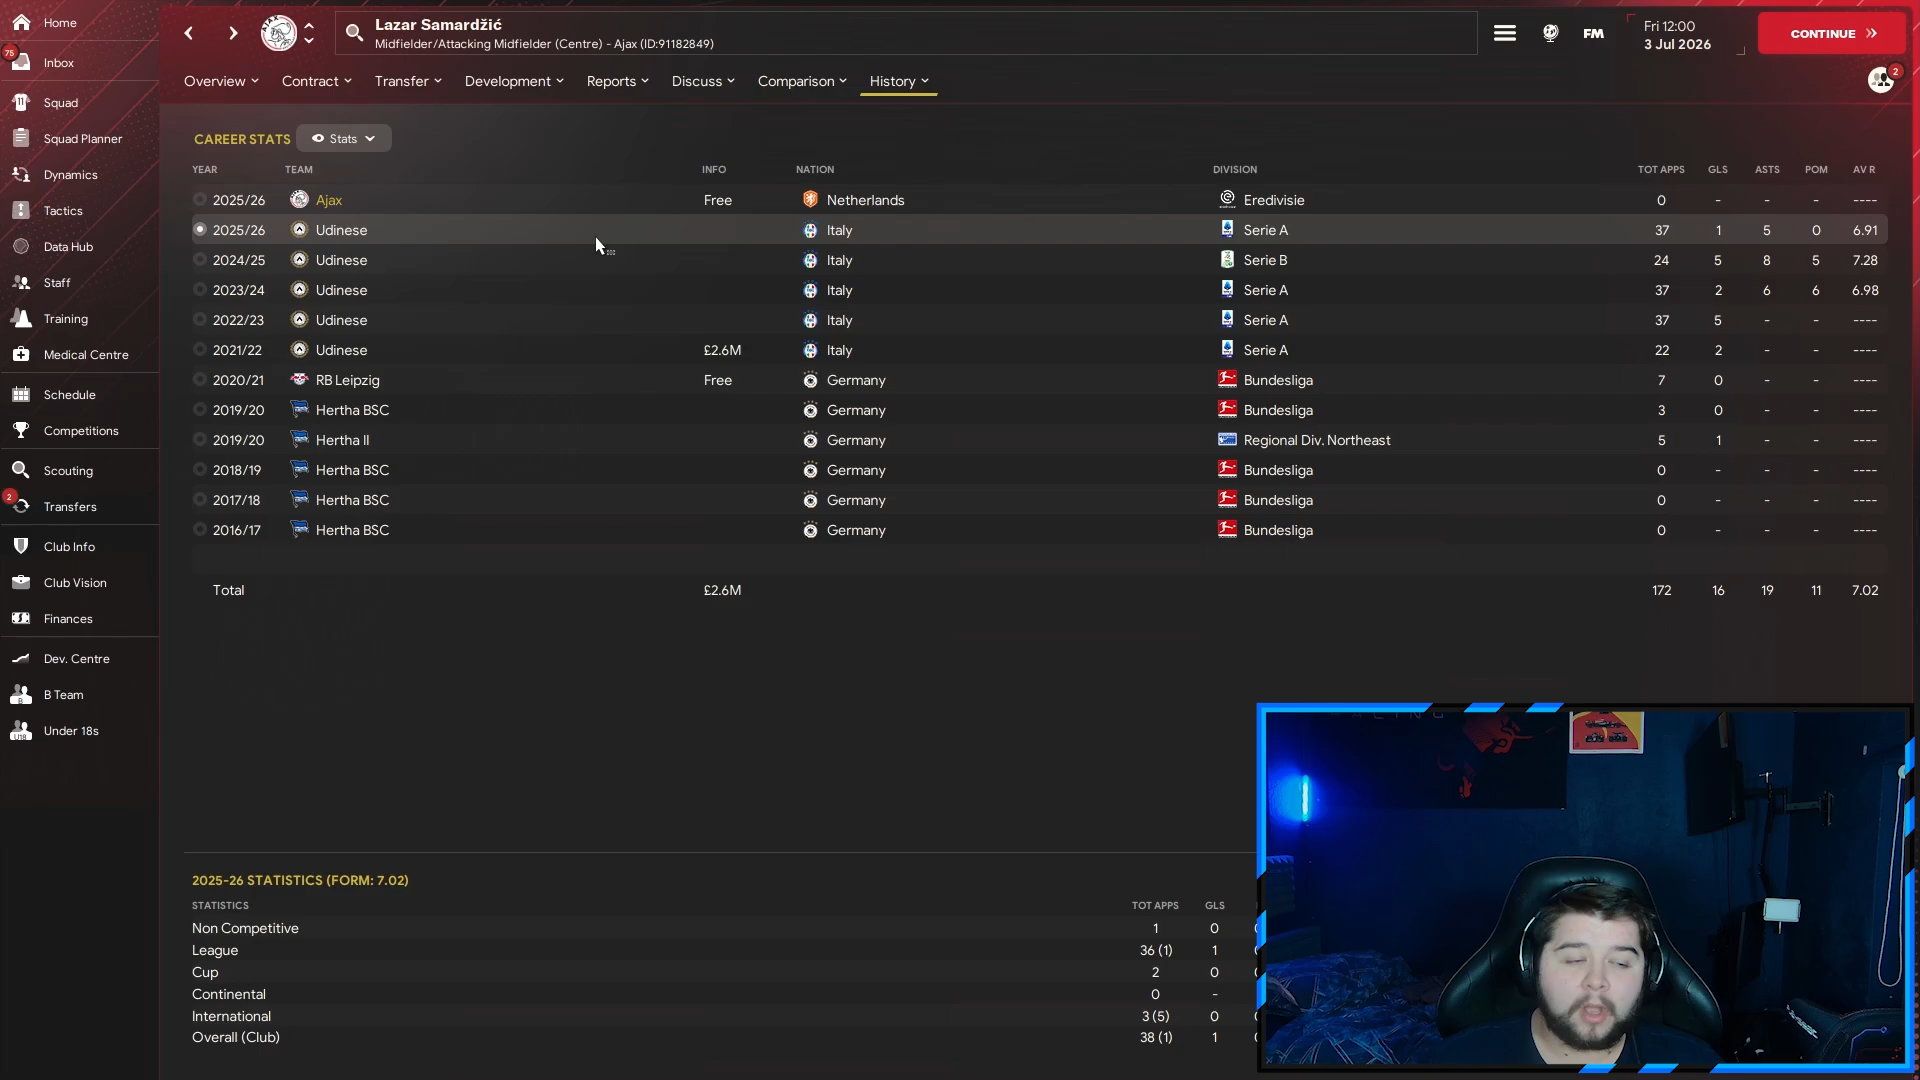 Home
Inbox
75
Squad
Squad Planner
Dynamics
Tactics
Data Hub
Staff
Training
Medical Centre
Schedule
Competitions
Scouting
Transfers
2
Club Info
Club Vision
Finances
Dev. Centre
B Team
Under 18s
Lazar Samardžić
Midfielder/Attacking Midfielder (Centre) - Ajax (ID:91182849)
FM
Fri 12:00
3 Jul 2026
CONTINUE
2
Overview Contract Transfer Development Reports Discuss Comparison History
CAREER STATS Stats
YEAR TEAM INFO NATION DIVISION TOT APPS GLS ASTS POM AV R
2025/26 Ajax Free Netherlands Eredivisie 0 - - - ----
2025/26 Udinese Italy Serie A 37 1 5 0 6.91
2024/25 Udinese Italy Serie B 24 5 8 5 7.28
2023/24 Udinese Italy Serie A 37 2 6 6 6.98
2022/23 Udinese Italy Serie A 37 5 - - ----
2021/22 Udinese £2.6M Italy Serie A 22 2 - - ----
2020/21 RB Leipzig Free Germany Bundesliga 7 0 - - ----
2019/20 Hertha BSC Germany Bundesliga 3 0 - - ----
2019/20 Hertha II Germany Regional Div. Northeast 5 1 - - ----
2018/19 Hertha BSC Germany Bundesliga 0 - - - ----
2017/18 Hertha BSC Germany Bundesliga 0 - - - ----
2016/17 Hertha BSC Germany Bundesliga 0 - - - ----
Total £2.6M 172 16 19 11 7.02
2025-26 STATISTICS (FORM: 7.02)
STATISTICS TOT APPS GLS
Non Competitive 1 0
League 36 (1) 1
Cup 2 0
Continental 0 -
International 3 (5) 0
Overall (Club) 38 (1) 1